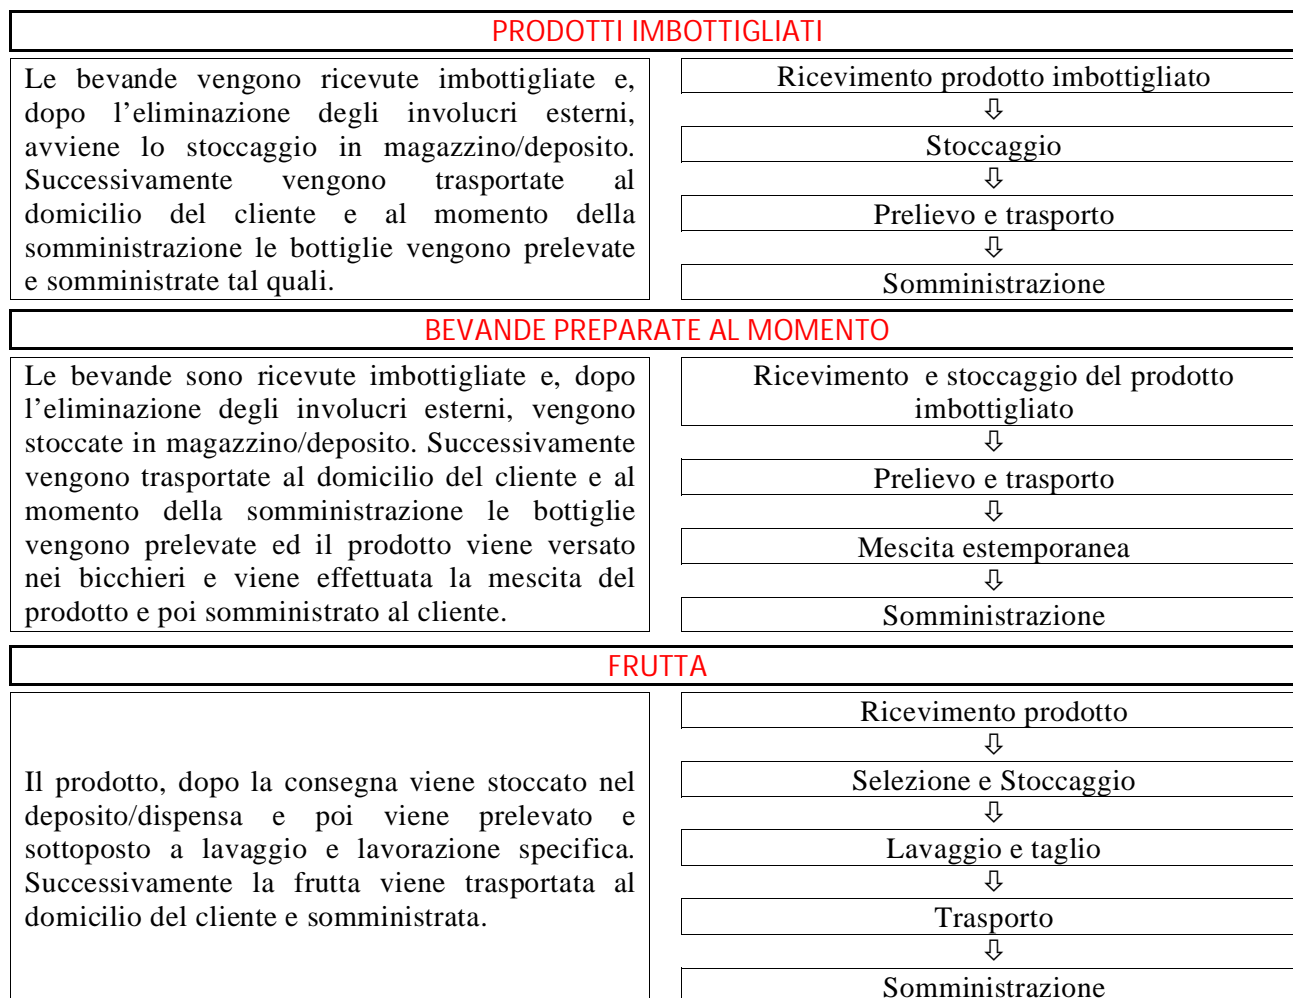 PRODOTTI IMBOTTIGLIATI
Le bevande vengono ricevute imbottigliate e,
dopo l’eliminazione degli involucri esterni,
avviene lo stoccaggio in magazzino/deposito.
Successivamente vengono trasportate al
domicilio del cliente e al momento della
somministrazione le bottiglie vengono prelevate
e somministrate tal quali.
Ricevimento prodotto imbottigliato
⇩
Stoccaggio
⇩
Prelievo e trasporto
⇩
Somministrazione
BEVANDE PREPARATE AL MOMENTO
Le bevande sono ricevute imbottigliate e, dopo
l’eliminazione degli involucri esterni, vengono
stoccate in magazzino/deposito. Successivamente
vengono trasportate al domicilio del cliente e al
momento della somministrazione le bottiglie
vengono prelevate ed il prodotto viene versato
nei bicchieri e viene effettuata la mescita del
prodotto e poi somministrato al cliente.
Ricevimento e stoccaggio del prodotto
imbottigliato
⇩
Prelievo e trasporto
⇩
Mescita estemporanea
⇩
Somministrazione
FRUTTA
Il prodotto, dopo la consegna viene stoccato nel
deposito/dispensa e poi viene prelevato e
sottoposto a lavaggio e lavorazione specifica.
Successivamente la frutta viene trasportata al
domicilio del cliente e somministrata.
Ricevimento prodotto
⇩
Selezione e Stoccaggio
⇩
Lavaggio e taglio
⇩
Trasporto
⇩
Somministrazione